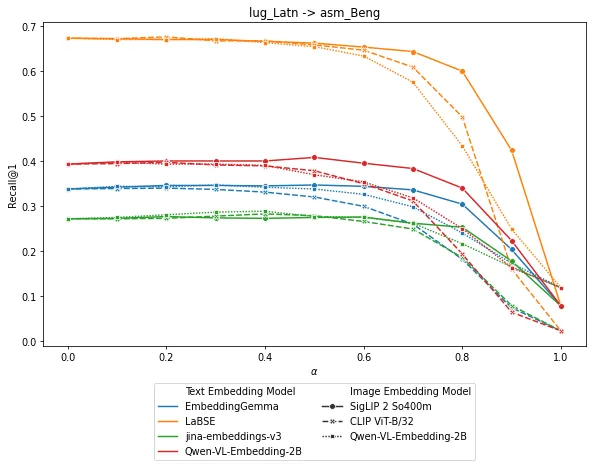 lug_Latn -> asm_Beng
Recall@1
0.7
0.6
0.5
0.4
0.3
0.2
0.1
0.0
0.0 0.2 0.4 0.6 0.8 1.0
α
Text Embedding Model Image Embedding Model
EmbeddingGemma SigLIP 2 So400m
LaBSE CLIP ViT-B/32
jina-embeddings-v3 Qwen-VL-Embedding-2B
Qwen-VL-Embedding-2B